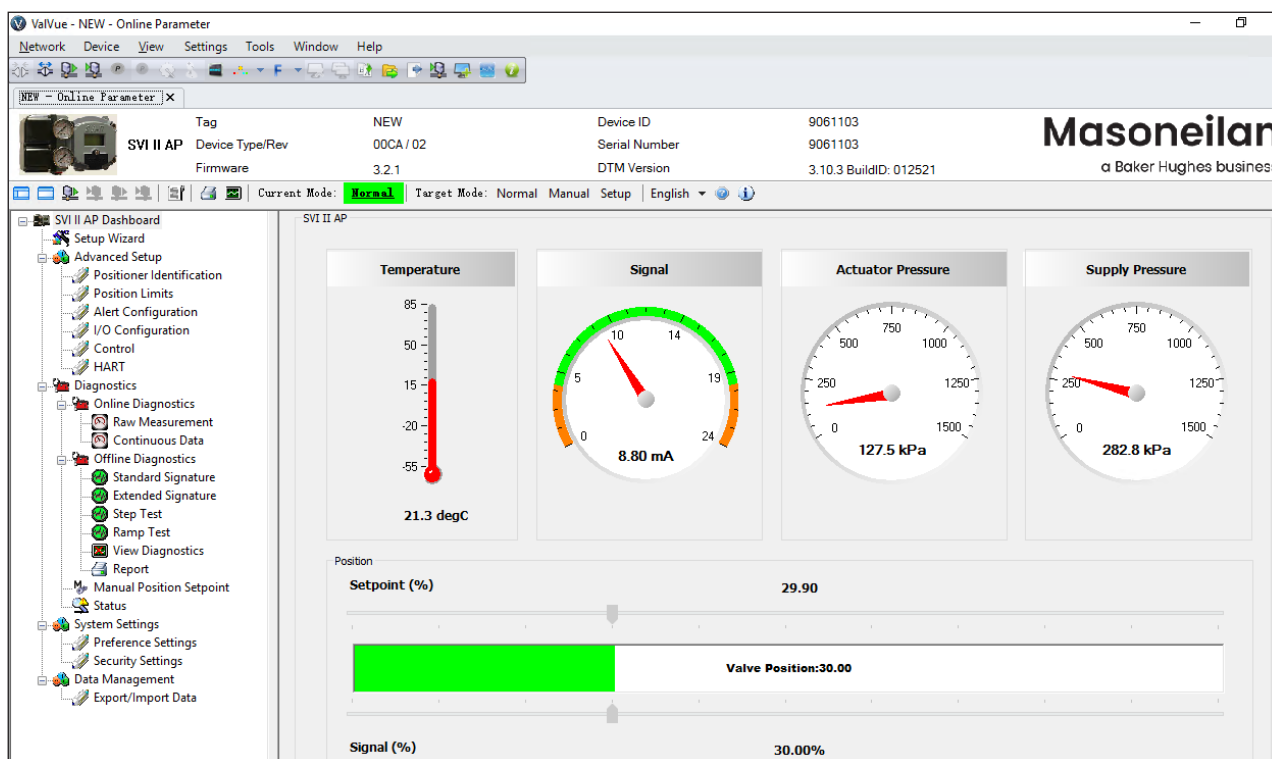 ValVue - NEW - Online Parameter
Network Device View Settings Tools Window Help
NEW - Online Parameter
Tag NEW Device ID 9061103
SVI II AP Device Type/Rev 00CA / 02 Serial Number 9061103
Firmware 3.2.1 DTM Version 3.10.3 BuildID: 012521
Masoneilan
a Baker Hughes business
Current Mode: Normal Target Mode: Normal Manual Setup English
SVI II AP Dashboard
Setup Wizard
Advanced Setup
Positioner Identification
Position Limits
Alert Configuration
I/O Configuration
Control
HART
Diagnostics
Online Diagnostics
Raw Measurement
Continuous Data
Offline Diagnostics
Standard Signature
Extended Signature
Step Test
Ramp Test
View Diagnostics
Report
Manual Position Setpoint
Status
System Settings
Preference Settings
Security Settings
Data Management
Export/Import Data
SVI II AP
Temperature
85
50
15
-20
-55
21.3 degC
Signal
0 5 10 14 19 24
8.80 mA
Actuator Pressure
0 250 500 750 1000 1250 1500
127.5 kPa
Supply Pressure
0 250 500 750 1000 1250 1500
282.8 kPa
Position
Setpoint (%) 29.90
Valve Position:30.00
Signal (%) 30.00%